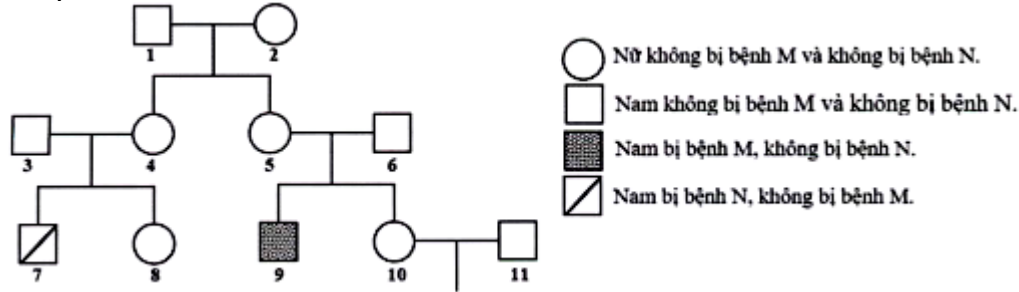 1
2
Nữ không bị bệnh M và không bị bệnh N.
Nam không bị bệnh M và không bị bệnh N.
3
4
5
6
Nam bị bệnh M, không bị bệnh N.
Nam bị bệnh N, không bị bệnh M.
7
8
9
10
11